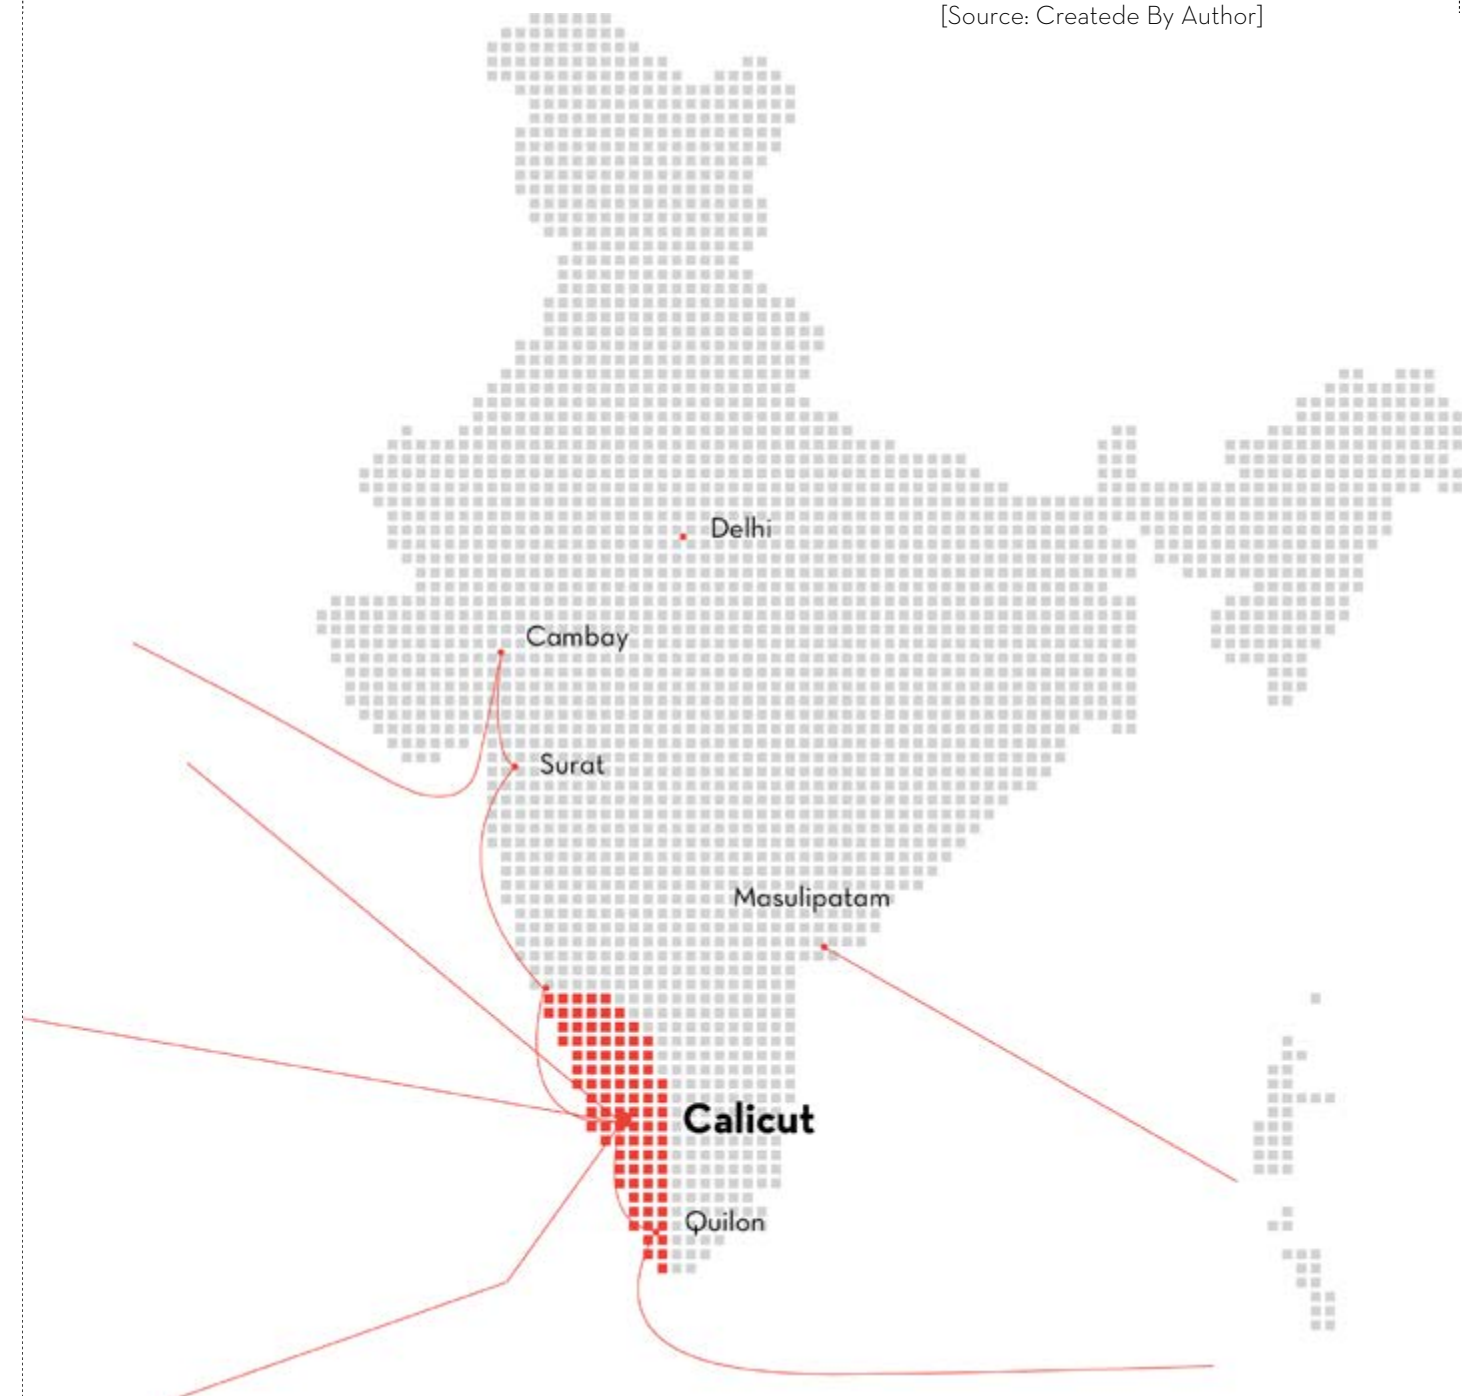 [Source: Createde By Author]
Delhi
Cambay
Surat
Masulipatam
Calicut
Quilon